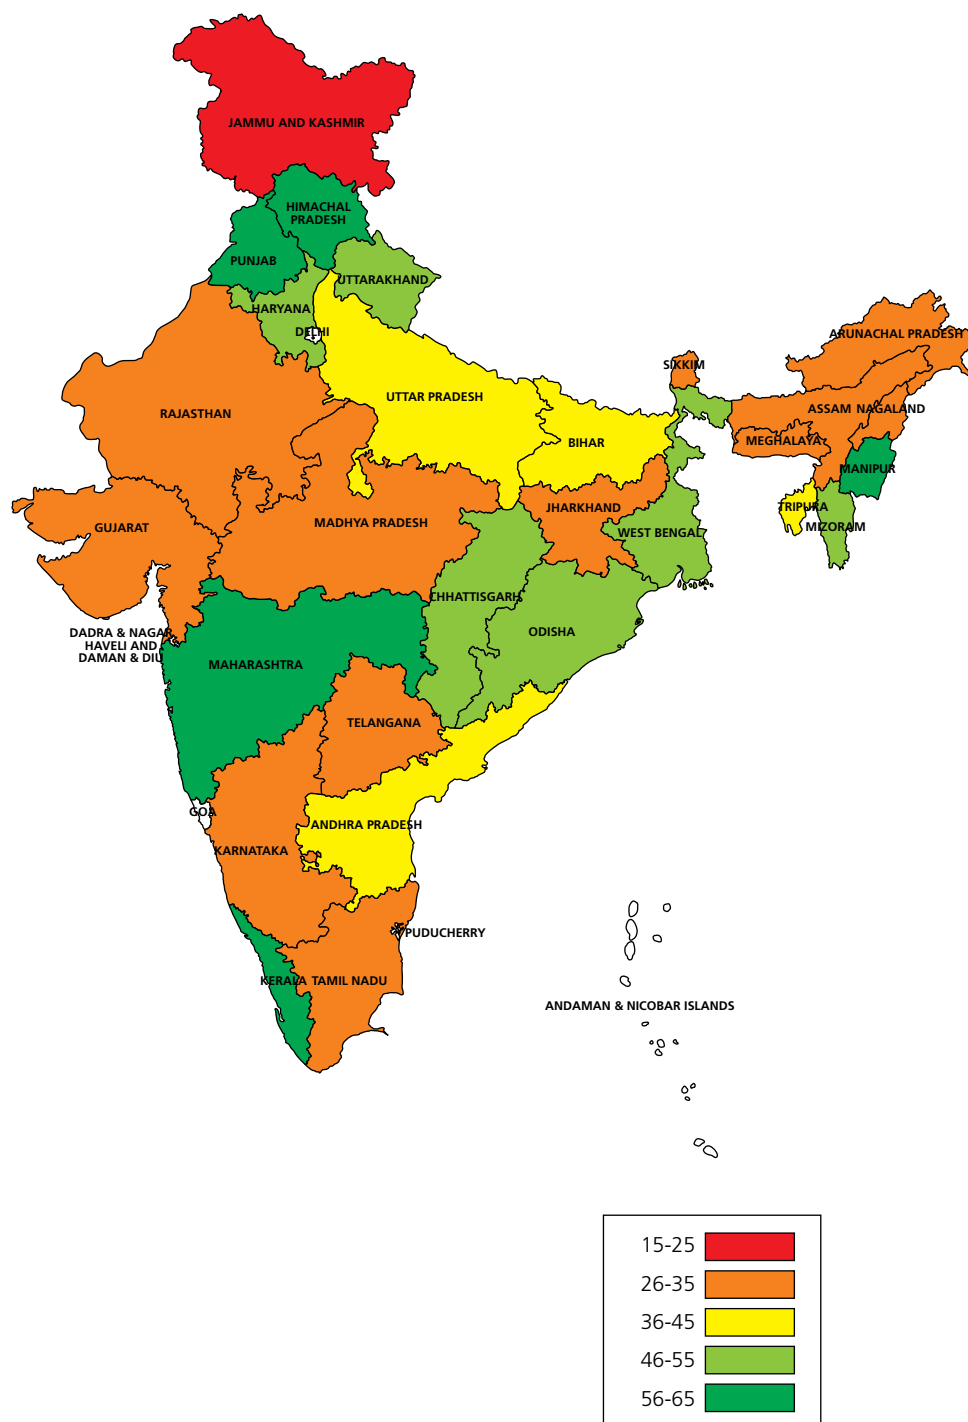 JAMMU AND KASHMIR
HIMACHAL
PRADESH
PUNJAB
UTTARAKHAND
HARYANA
DELHI
ARUNACHAL PRADESH
SIKKIM
UTTAR PRADESH
RAJASTHAN
ASSAM
NAGALAND
BIHAR
MEGHALAYA
MANIPUR
JHARKHAND
TRIPURA
MADHYA PRADESH
GUJARAT
MIZORAM
WEST BENGAL
CHHATTISGARH
ODISHA
DADRA & NAGAR
HAVELI AND
DAMAN & DIU
MAHARASHTRA
TELANGANA
GOA
ANDHRA PRADESH
KARNATAKA
PUDUCHERRY
KERALA
TAMIL NADU
ANDAMAN & NICOBAR ISLANDS
15-25
26-35
36-45
46-55
56-65